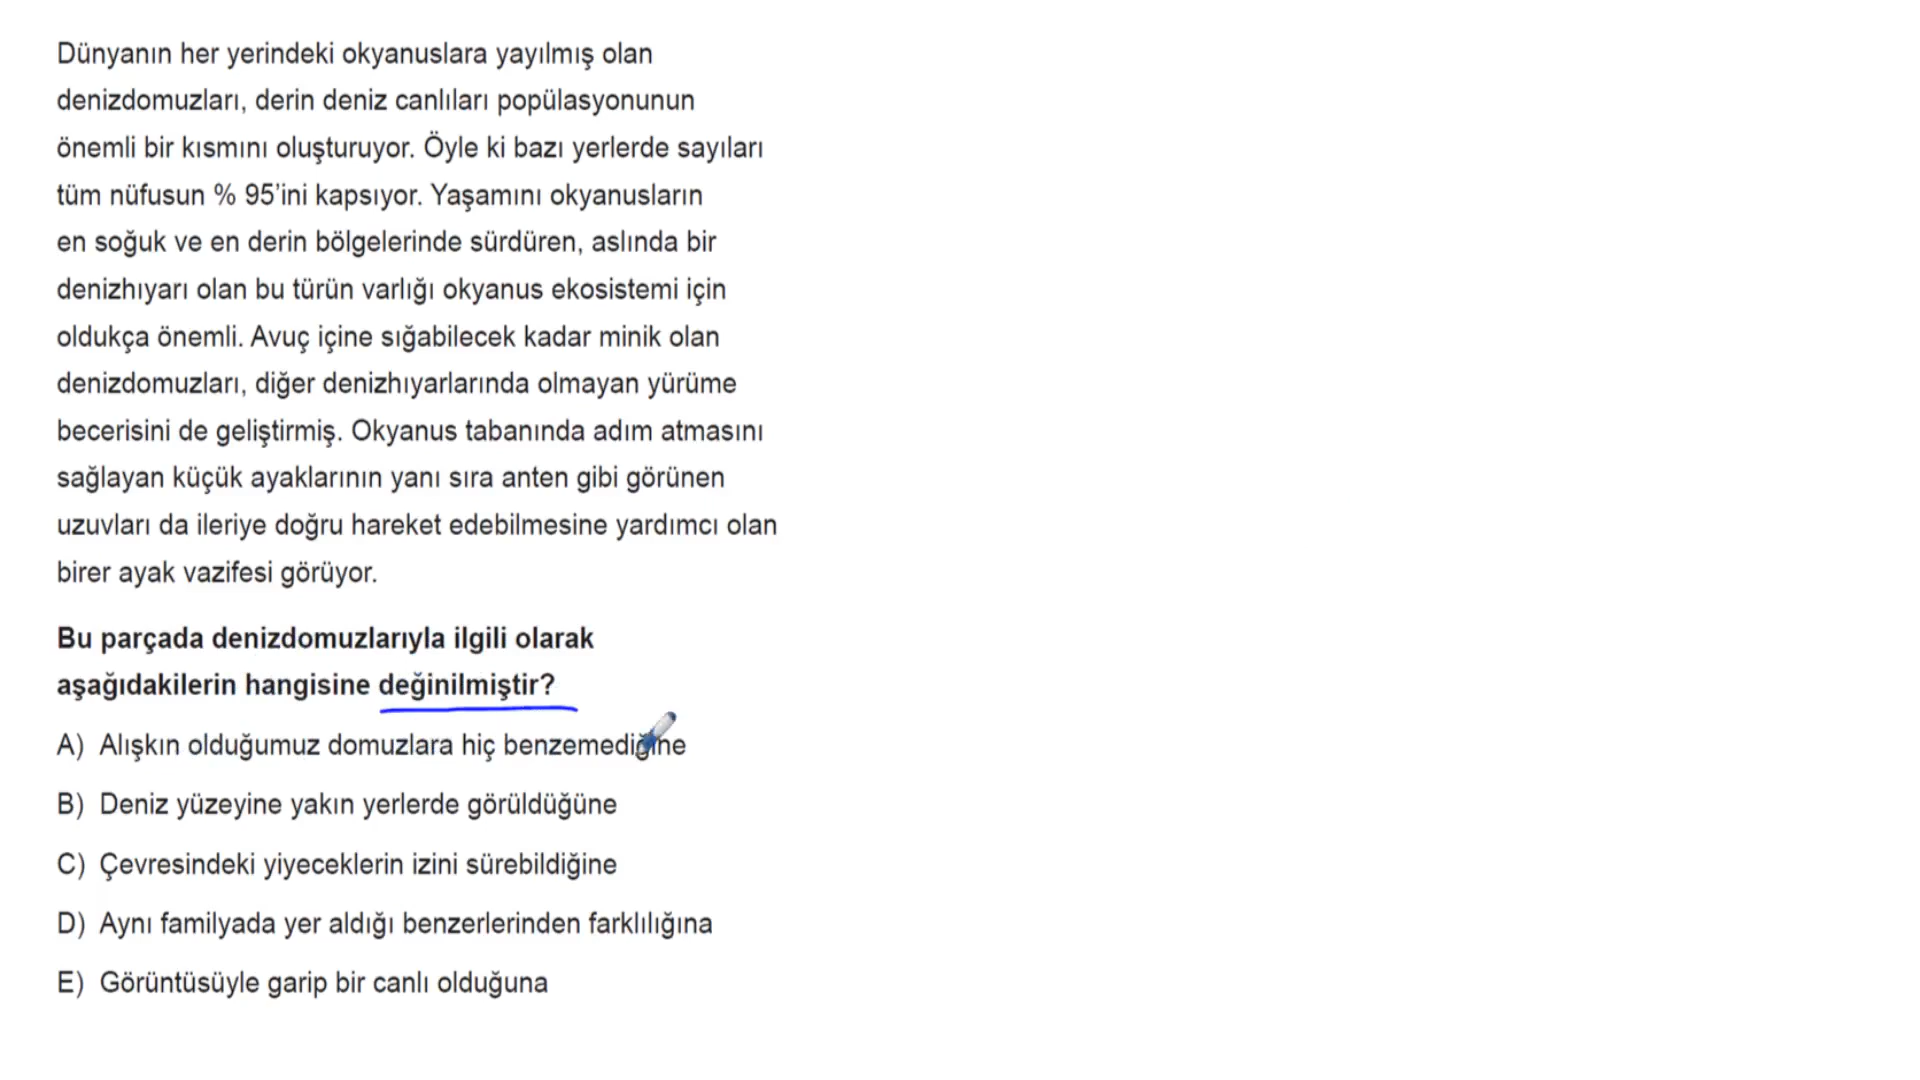 Dünyanın her yerindeki okyanuslara yayılmış olan
denizdomuzları, derin deniz canlıları popülasyonunun
önemli bir kısmını oluşturuyor. Öyle ki bazı yerlerde sayıları
tüm nüfusun % 95’ini kapsıyor. Yaşamını okyanusların
en soğuk ve en derin bölgelerinde sürdüren, aslında bir
denizhıyarı olan bu türün varlığı okyanus ekosistemi için
oldukça önemli. Avuç içine sığabilecek kadar minik olan
denizdomuzları, diğer denizhıyarlarında olmayan yürüme
becerisini de geliştirmiş. Okyanus tabanında adım atmasını
sağlayan küçük ayaklarının yanı sıra anten gibi görünen
uzuvları da ileriye doğru hareket edebilmesine yardımcı olan
birer ayak vazifesi görüyor.
Bu parçada denizdomuzlarıyla ilgili olarak
aşağıdakilerin hangisine değinilmiştir?
A) Alışkın olduğumuz domuzlara hiç benzemediğine
B) Deniz yüzeyine yakın yerlerde görüldüğüne
C) Çevresindeki yiyeceklerin izini sürebildiğine
D) Aynı familyada yer aldığı benzerlerinden farklılığına
E) Görüntüsüyle garip bir canlı olduğuna